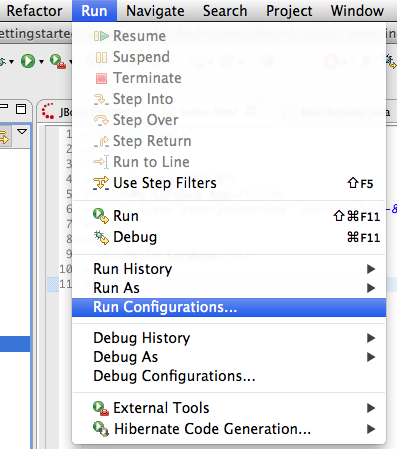 Refactor Run Navigate Search Project Window
ettingstarte
Resume
Suspend
Terminate
Step Into
Step Over
Step Return
Run to Line
Use Step Filters ⇧F5
Run ⇧⌘F11
Debug ⌘F11
Run History
Run As
Run Configurations...
Debug History
Debug As
Debug Configurations...
External Tools
Hibernate Code Generation...
JBo
1
2
3
4
5
6
7
8
9
10
11